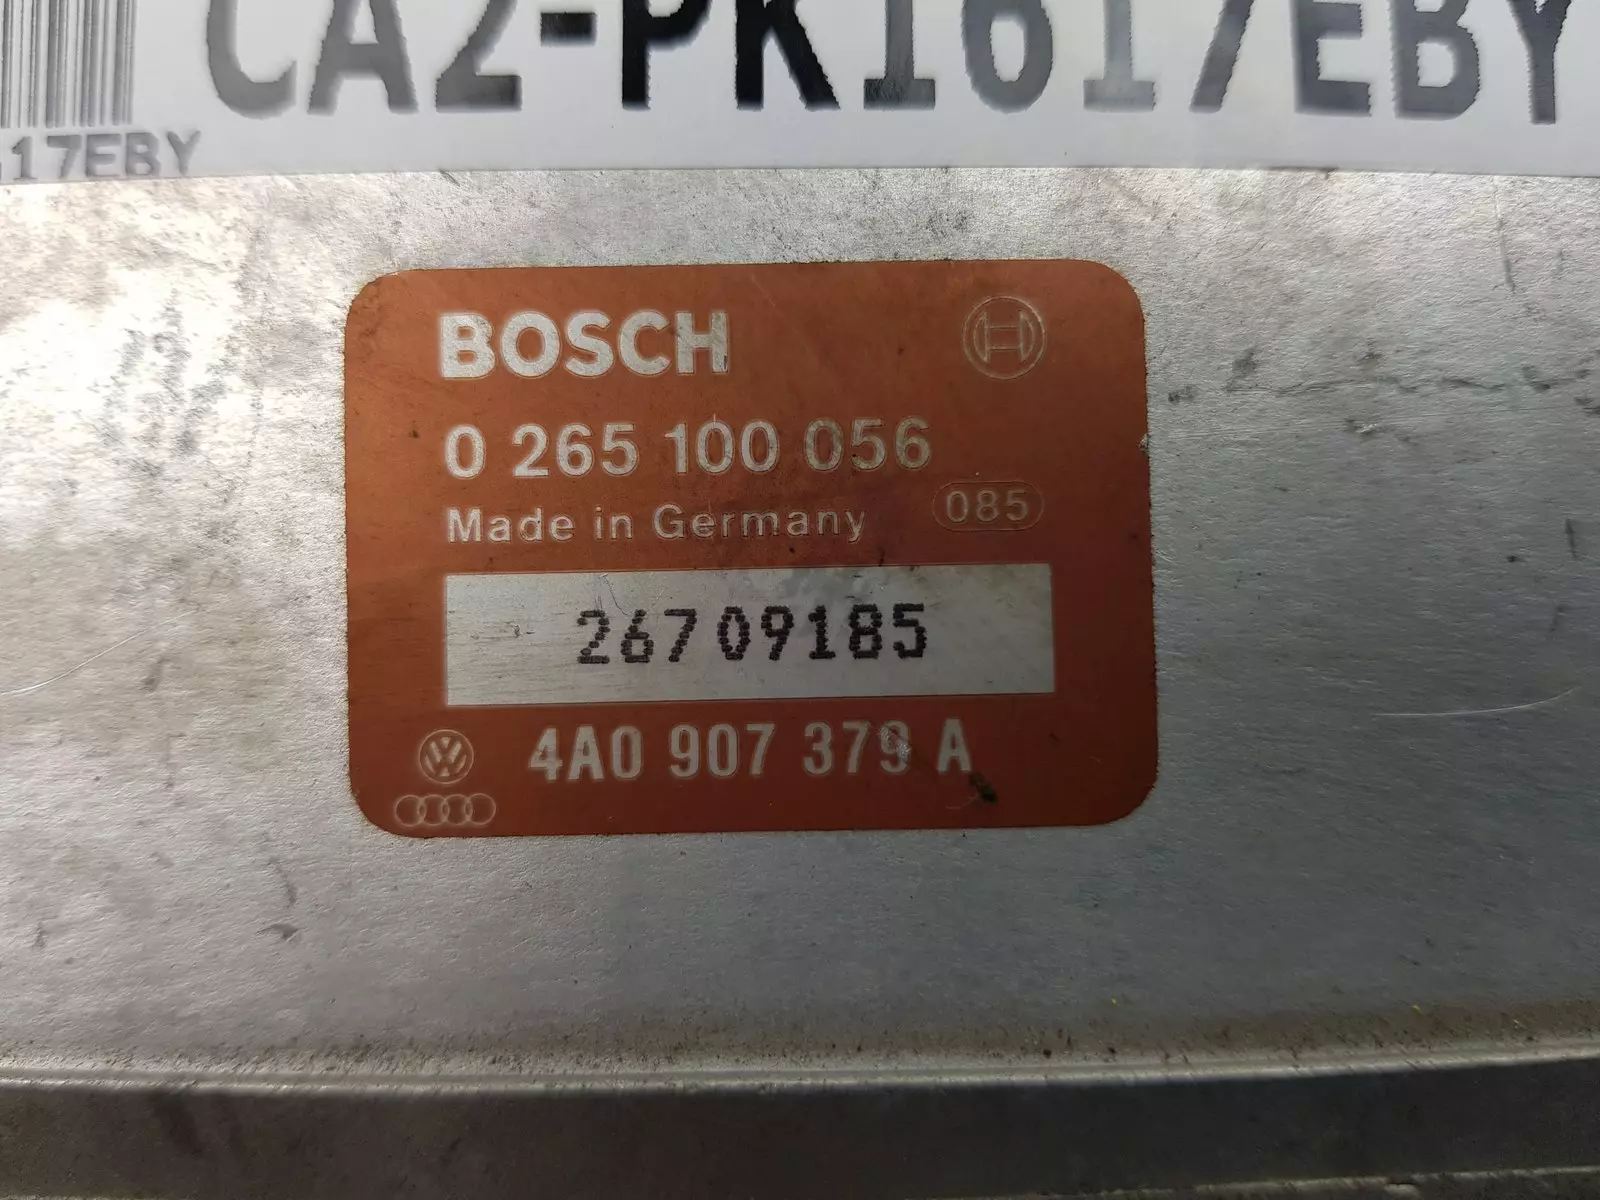 CA2-PK1617EBY
17EBY
BOSCH
0 265 100 056
Made in Germany 085
26709185
4A0 907 379 A